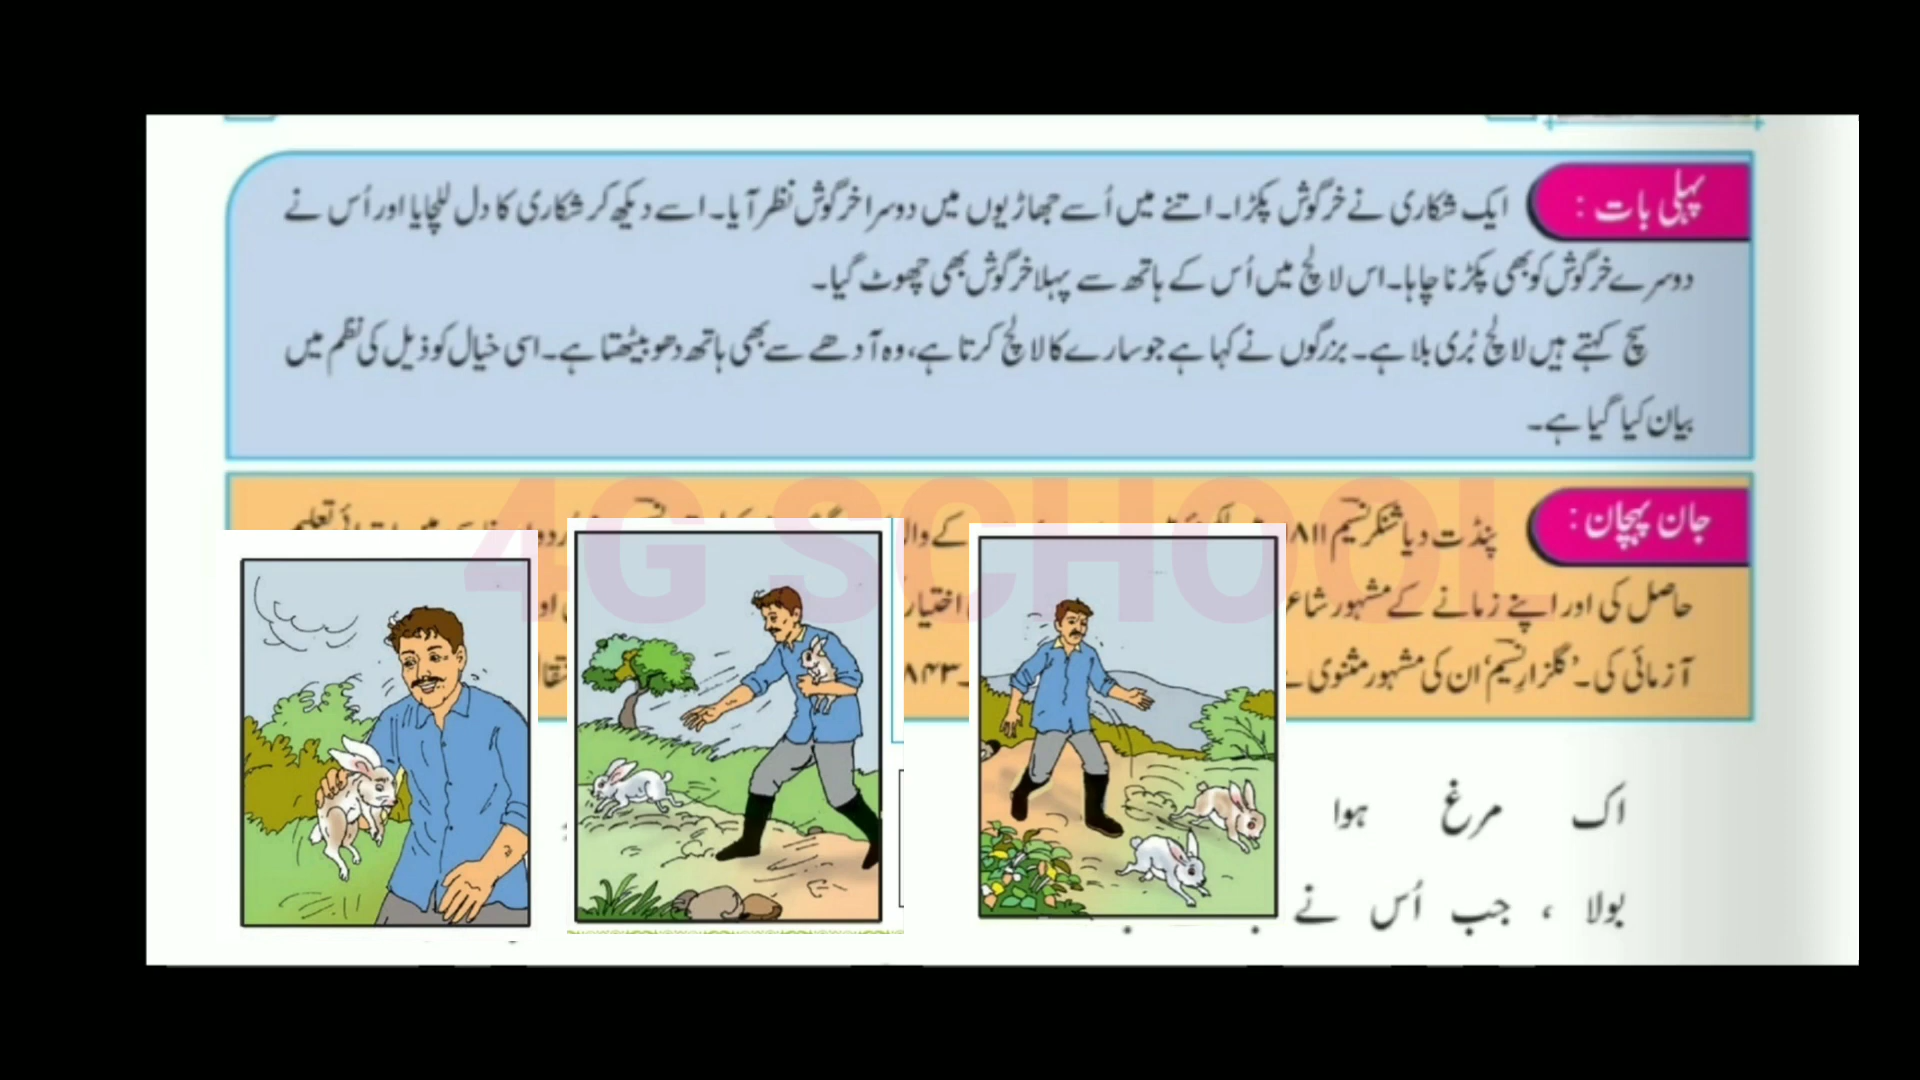 پہلی بات : ایک شکاری نے خرگوش پکڑا۔ اتنے میں اُسے جھاڑیوں میں دوسرا خرگوش نظر آیا۔ اسے دیکھ کر شکاری کا دل للچایا اور اُس نے
دوسرے خرگوش کو بھی پکڑنا چاہا۔ اس لالچ میں اُس کے ہاتھ سے پہلا خرگوش بھی چھوٹ گیا۔
سچ کہتے ہیں لالچ بُری بلا ہے۔ بزرگوں نے کہا ہے جو سارے کا لالچ کرتا ہے، وہ آدھے سے بھی ہاتھ دھو بیٹھتا ہے۔ اسی خیال کو ذیل کی نظم میں
بیان کیا گیا ہے۔
جان پہچان : پنڈت دیا شنکر نسیم ۱۸۱۱ کے والد
حاصل کی اور اپنے زمانے کے مشہور شاعر اختیار
آزمائی کی۔ 'گلزارِ نسیم' ان کی مشہور مثنوی
4G SCHOOL
اک مرغ ہوا
بولا ، جب اُس نے